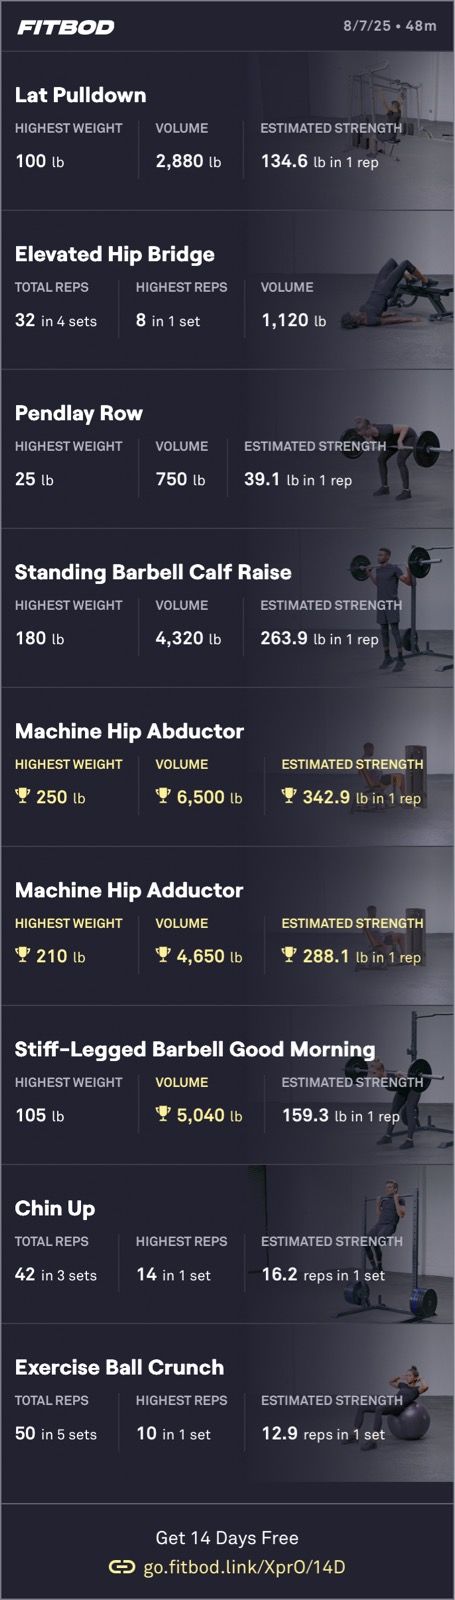 FITBOD 8/7/25 • 48m
Lat Pulldown
HIGHEST WEIGHT VOLUME ESTIMATED STRENGTH
100 lb 2,880 lb 134.6 lb in 1 rep
Elevated Hip Bridge
TOTAL REPS HIGHEST REPS VOLUME
32 in 4 sets 8 in 1 set 1,120 lb
Pendlay Row
HIGHEST WEIGHT VOLUME ESTIMATED STRENGTH
25 lb 750 lb 39.1 lb in 1 rep
Standing Barbell Calf Raise
HIGHEST WEIGHT VOLUME ESTIMATED STRENGTH
180 lb 4,320 lb 263.9 lb in 1 rep
Machine Hip Abductor
HIGHEST WEIGHT VOLUME ESTIMATED STRENGTH
250 lb 6,500 lb 342.9 lb in 1 rep
Machine Hip Adductor
HIGHEST WEIGHT VOLUME ESTIMATED STRENGTH
210 lb 4,650 lb 288.1 lb in 1 rep
Stiff-Legged Barbell Good Morning
HIGHEST WEIGHT VOLUME ESTIMATED STRENGTH
105 lb 5,040 lb 159.3 lb in 1 rep
Chin Up
TOTAL REPS HIGHEST REPS ESTIMATED STRENGTH
42 in 3 sets 14 in 1 set 16.2 reps in 1 set
Exercise Ball Crunch
TOTAL REPS HIGHEST REPS ESTIMATED STRENGTH
50 in 5 sets 10 in 1 set 12.9 reps in 1 set
Get 14 Days Free
go.fitbod.link/XprO/14D